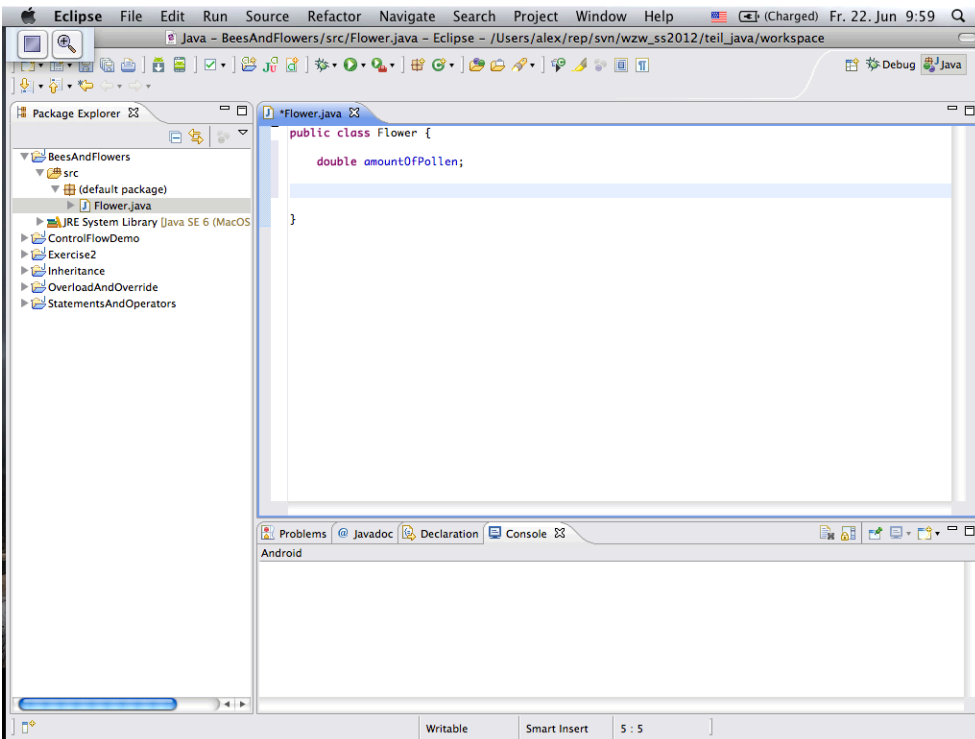 Eclipse File Edit Run Source Refactor Navigate Search Project Window Help (Charged) Fr. 22. Jun 9:59
Java – BeesAndFlowers/src/Flower.java – Eclipse – /Users/alex/rep/svn/wzw_ss2012/teil_java/workspace
Debug Java
Package Explorer
BeesAndFlowers
src
(default package)
Flower.java
JRE System Library [Java SE 6 (MacOS
ControlFlowDemo
Exercise2
Inheritance
OverloadAndOverride
StatementsAndOperators
*Flower.java
public class Flower {
double amountOfPollen;
}
Problems @ Javadoc Declaration Console
Android
Writable Smart Insert 5 : 5